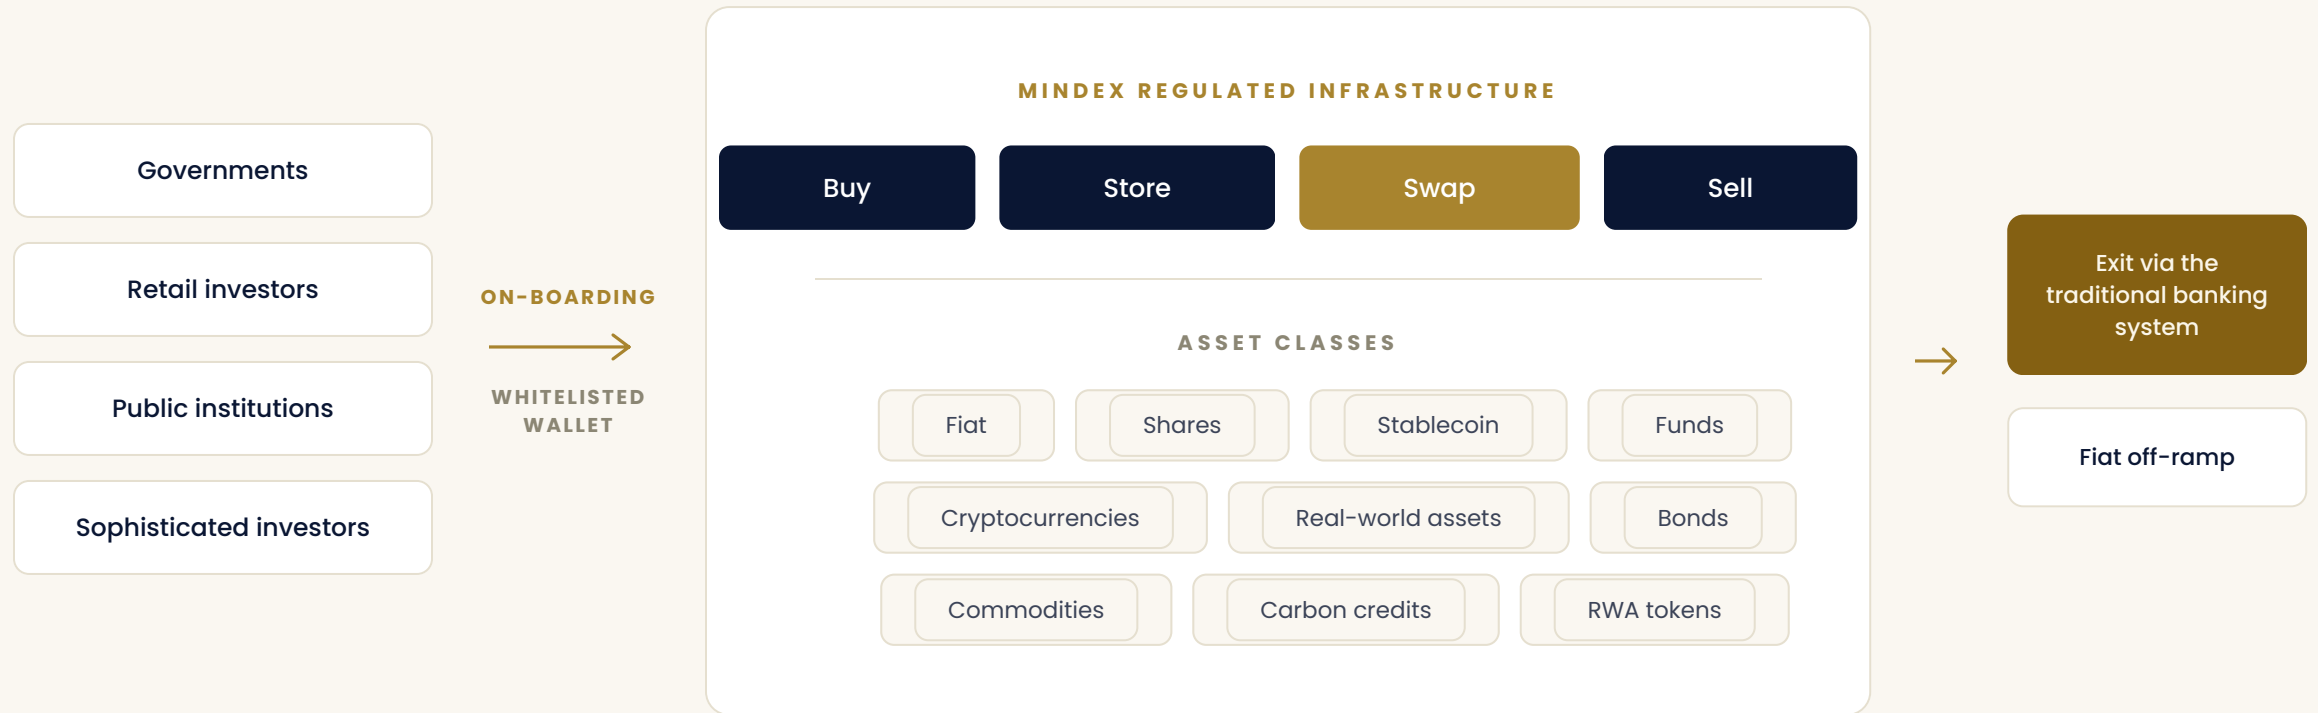 Governments
Retail investors
Public institutions
Sophisticated investors
ON-BOARDING
WHITELISTED
WALLET
MINDEX REGULATED INFRASTRUCTURE
Buy
Store
Swap
Sell
ASSET CLASSES
Fiat
Shares
Stablecoin
Funds
Cryptocurrencies
Real-world assets
Bonds
Commodities
Carbon credits
RWA tokens
Exit via the
traditional banking
system
Fiat off-ramp